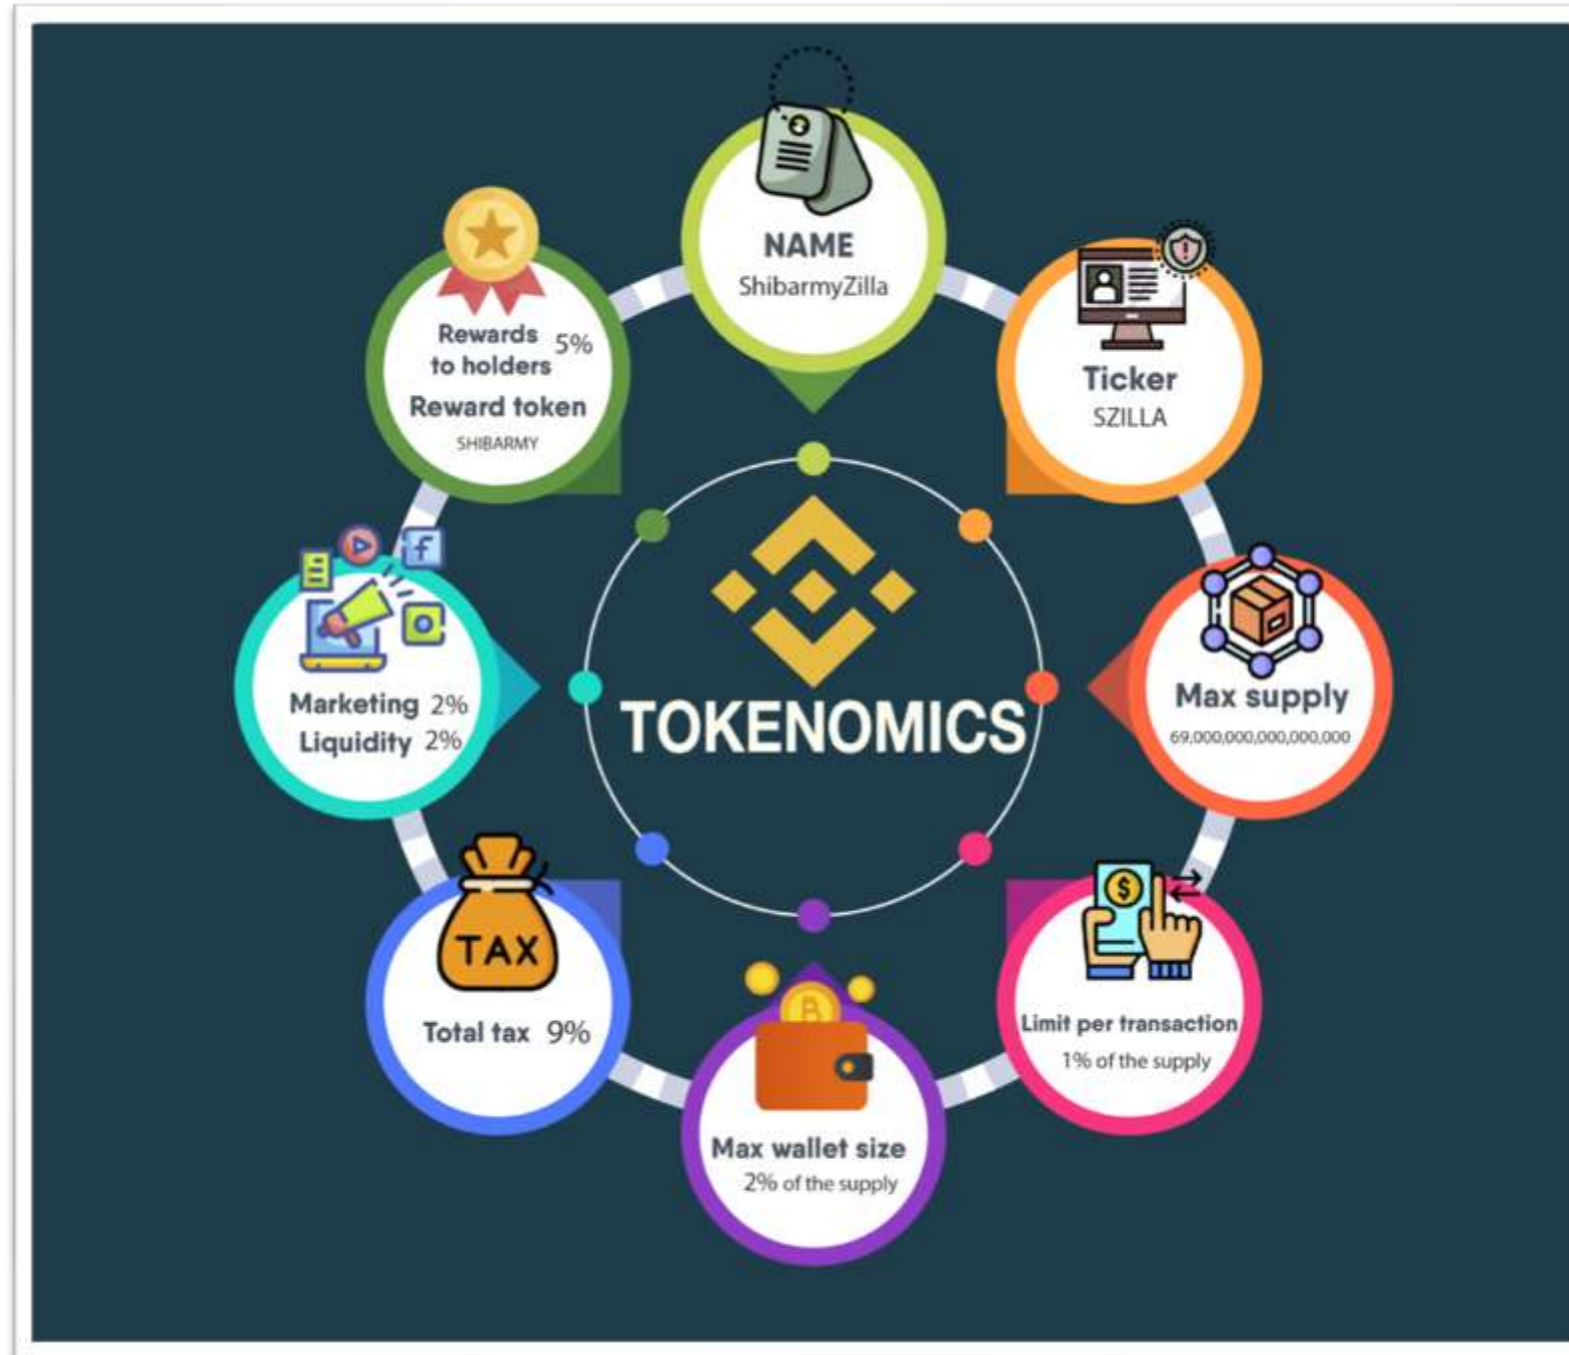 NAME
ShibarmyZilla
Ticker
SZILLA
Max supply
69,000,000,000,000,000
Limit per transaction
1% of the supply
Max wallet size
2% of the supply
TAX
Total tax 9%
Marketing 2%
Liquidity 2%
Rewards 5%
to holders
Reward token
SHIBARMY
TOKENOMICS